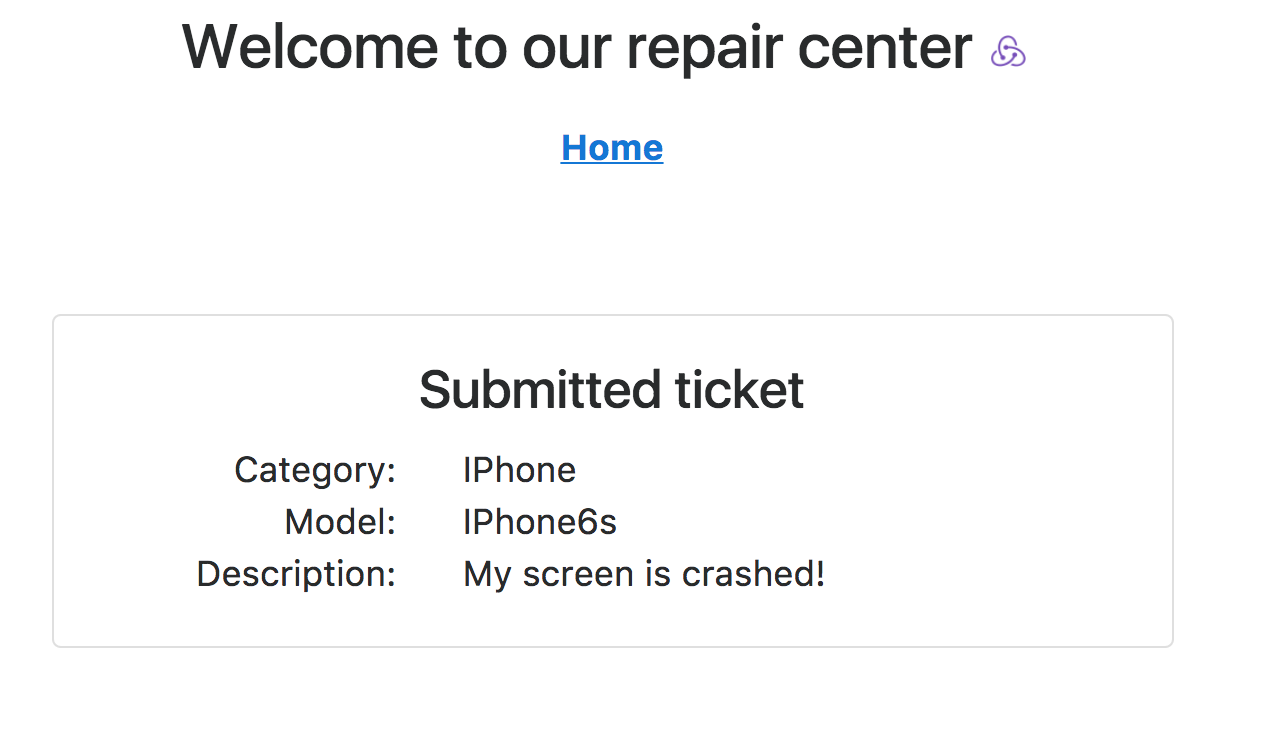 Welcome to our repair center
Home
Submitted ticket
Category: IPhone
Model: IPhone6s
Description: My screen is crashed!